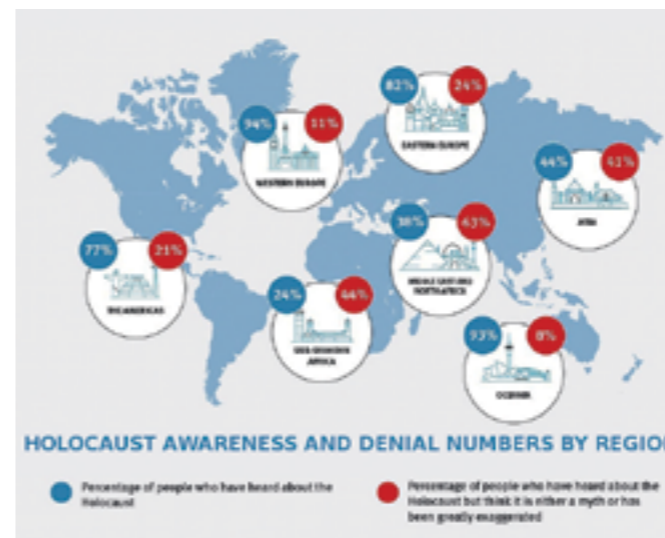 82% 24%
EASTERN EUROPE
94% 11%
WESTERN EUROPE
44% 41%
ASIA
38% 63%
MIDDLE EAST AND
NORTH AFRICA
77% 21%
THE AMERICAS
24% 44%
SUB-SAHARAN
AFRICA
93% 8%
OCEANIA
HOLOCAUST AWARENESS AND DENIAL NUMBERS BY REGIO
Percentage of people who have heard about the
Holocaust
Percentage of people who have heard about the
Holocaust but think it is either a myth or has
been greatly exaggerated